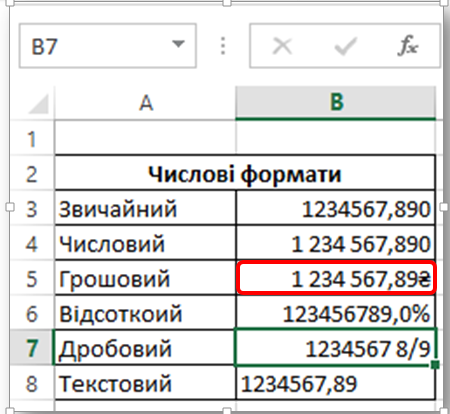 B7 fx
A B
1
2 Числові формати
3 Звичайний 1234567,890
4 Числовий 1 234 567,890
5 Грошовий 1 234 567,89₴
6 Відсоткоий 123456789,0%
7 Дробовий 1234567 8/9
8 Текстовий 1234567,89